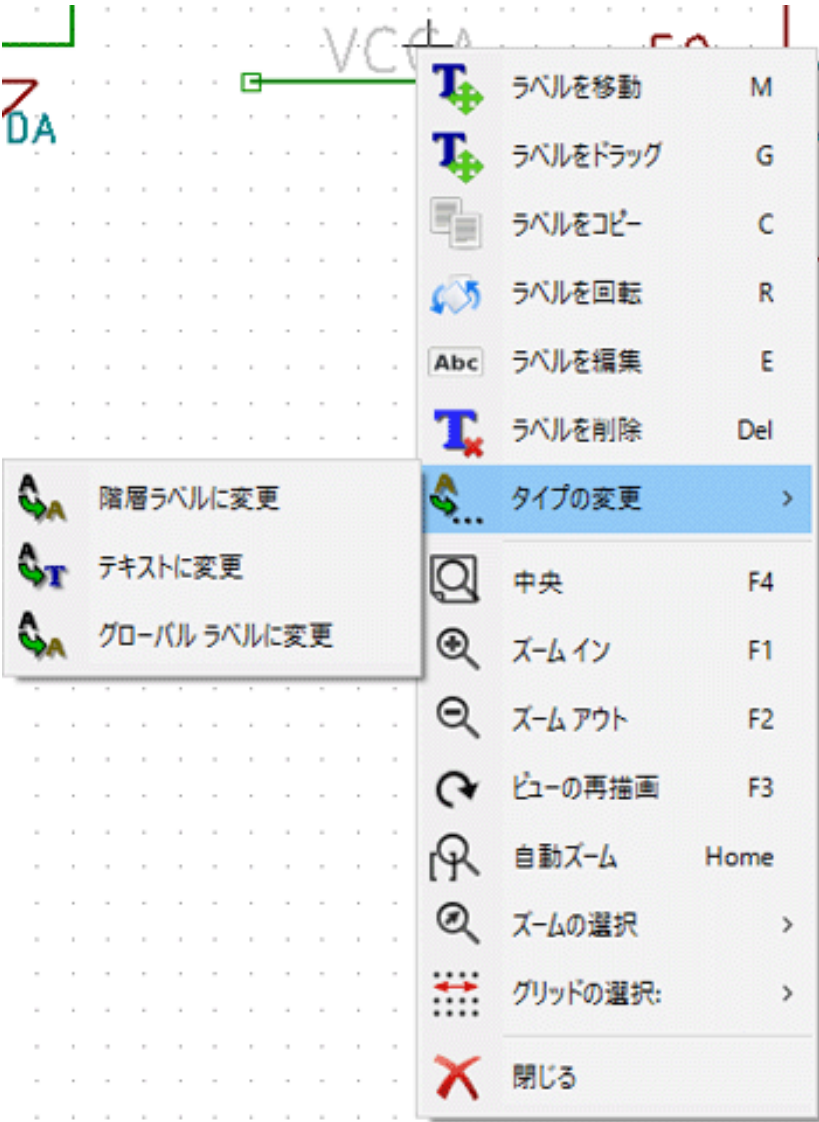 VCCA
DA
ラベルを移動 M
ラベルをドラッグ G
ラベルをコピー C
ラベルを回転 R
Abc ラベルを編集 E
ラベルを削除 Del
タイプの変更
階層ラベルに変更
テキストに変更
グローバル ラベルに変更
中央 F4
ズーム イン F1
ズーム アウト F2
ビューの再描画 F3
自動ズーム Home
ズームの選択
グリッドの選択:
閉じる